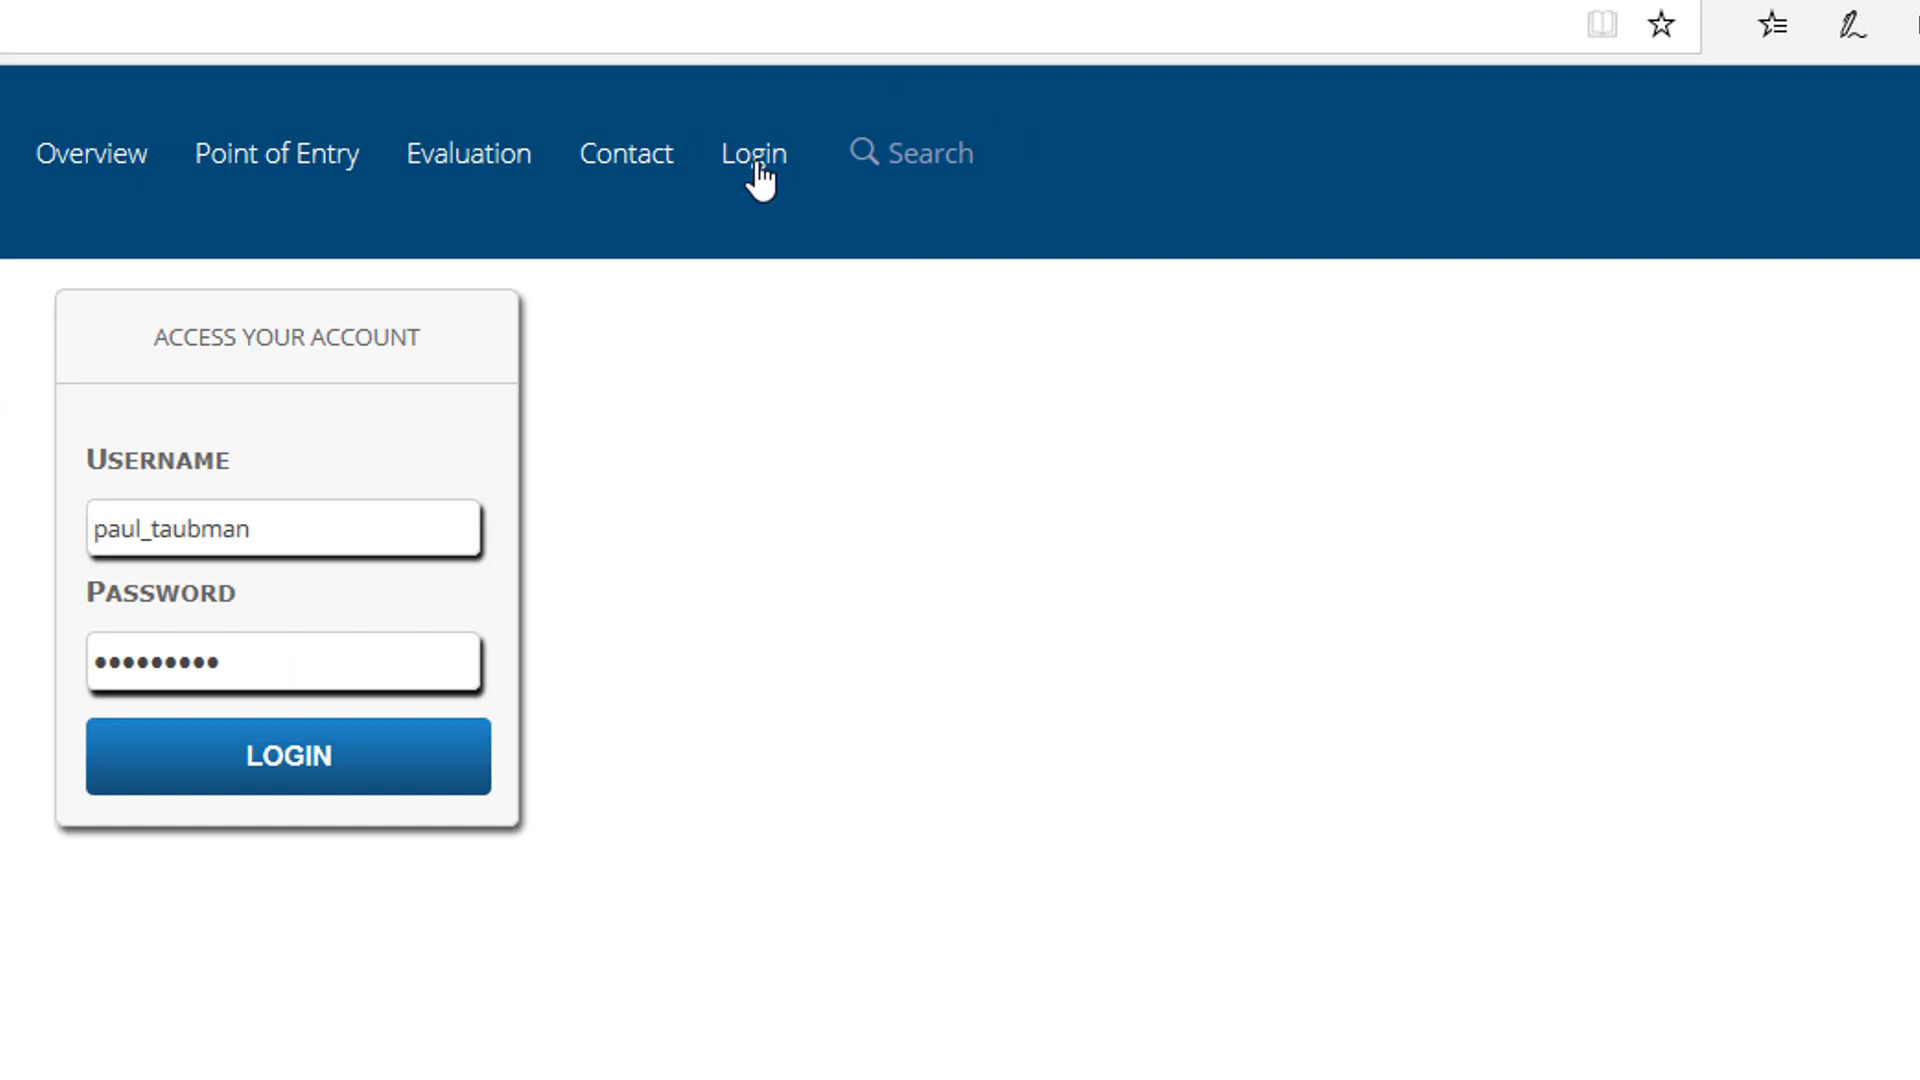 Overview Point of Entry Evaluation Contact Login Search
ACCESS YOUR ACCOUNT
USERNAME
paul_taubman
PASSWORD
•••••••••
LOGIN